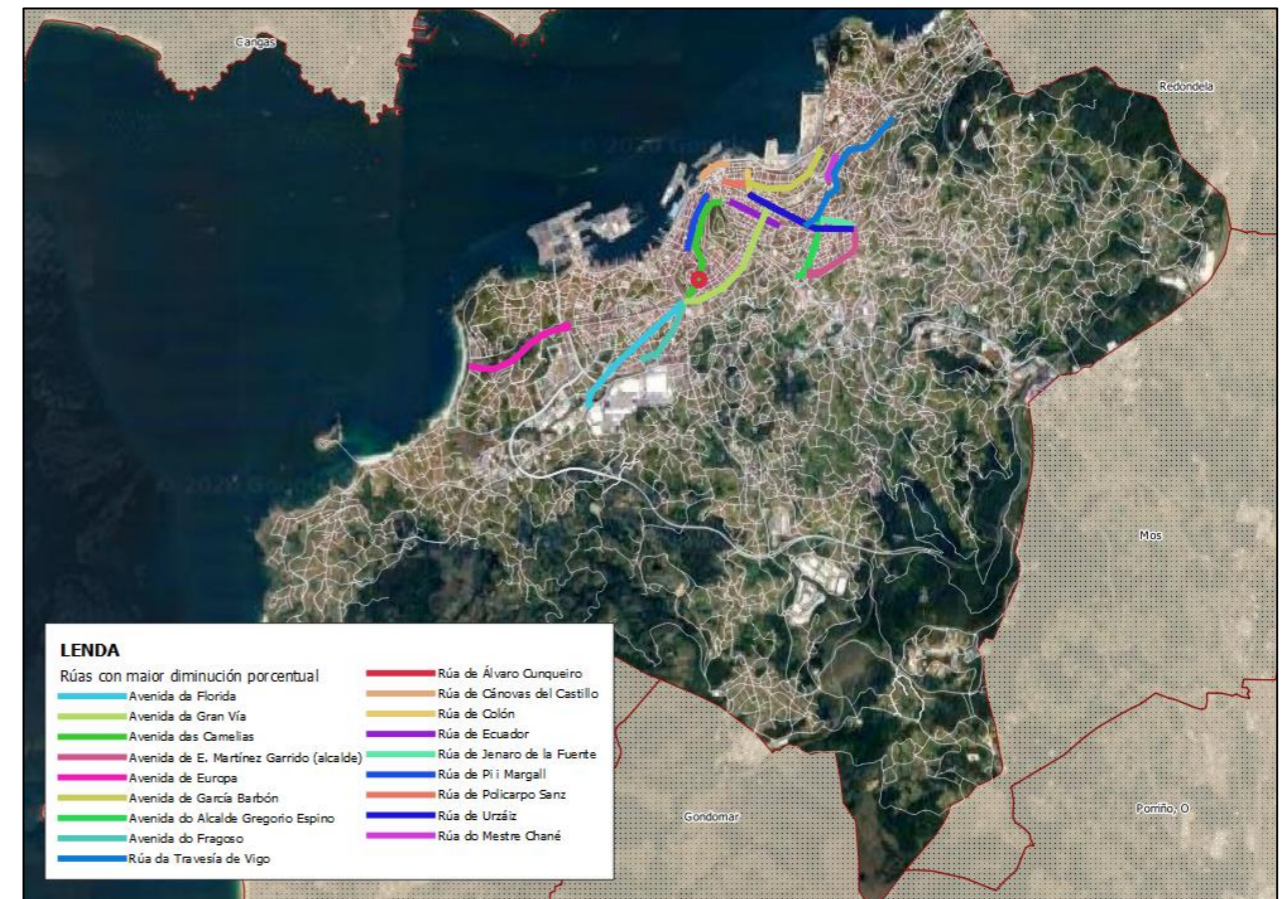 Cangas
Redondela
Mos
Gondomar
Porriño, O
LENDA
Rúas con maior diminución porcentual
Avenida da Florida
Avenida da Gran Vía
Avenida das Camelias
Avenida de E. Martínez Garrido (alcalde)
Avenida de Europa
Avenida de García Barbón
Avenida do Alcalde Gregorio Espino
Avenida do Fragoso
Rúa da Travesía de Vigo
Rúa de Álvaro Cunqueiro
Rúa de Cánovas del Castillo
Rúa de Colón
Rúa de Ecuador
Rúa de Jenaro de la Fuente
Rúa de Pi i Margall
Rúa de Policarpo Sanz
Rúa de Urzáiz
Rúa do Mestre Chané